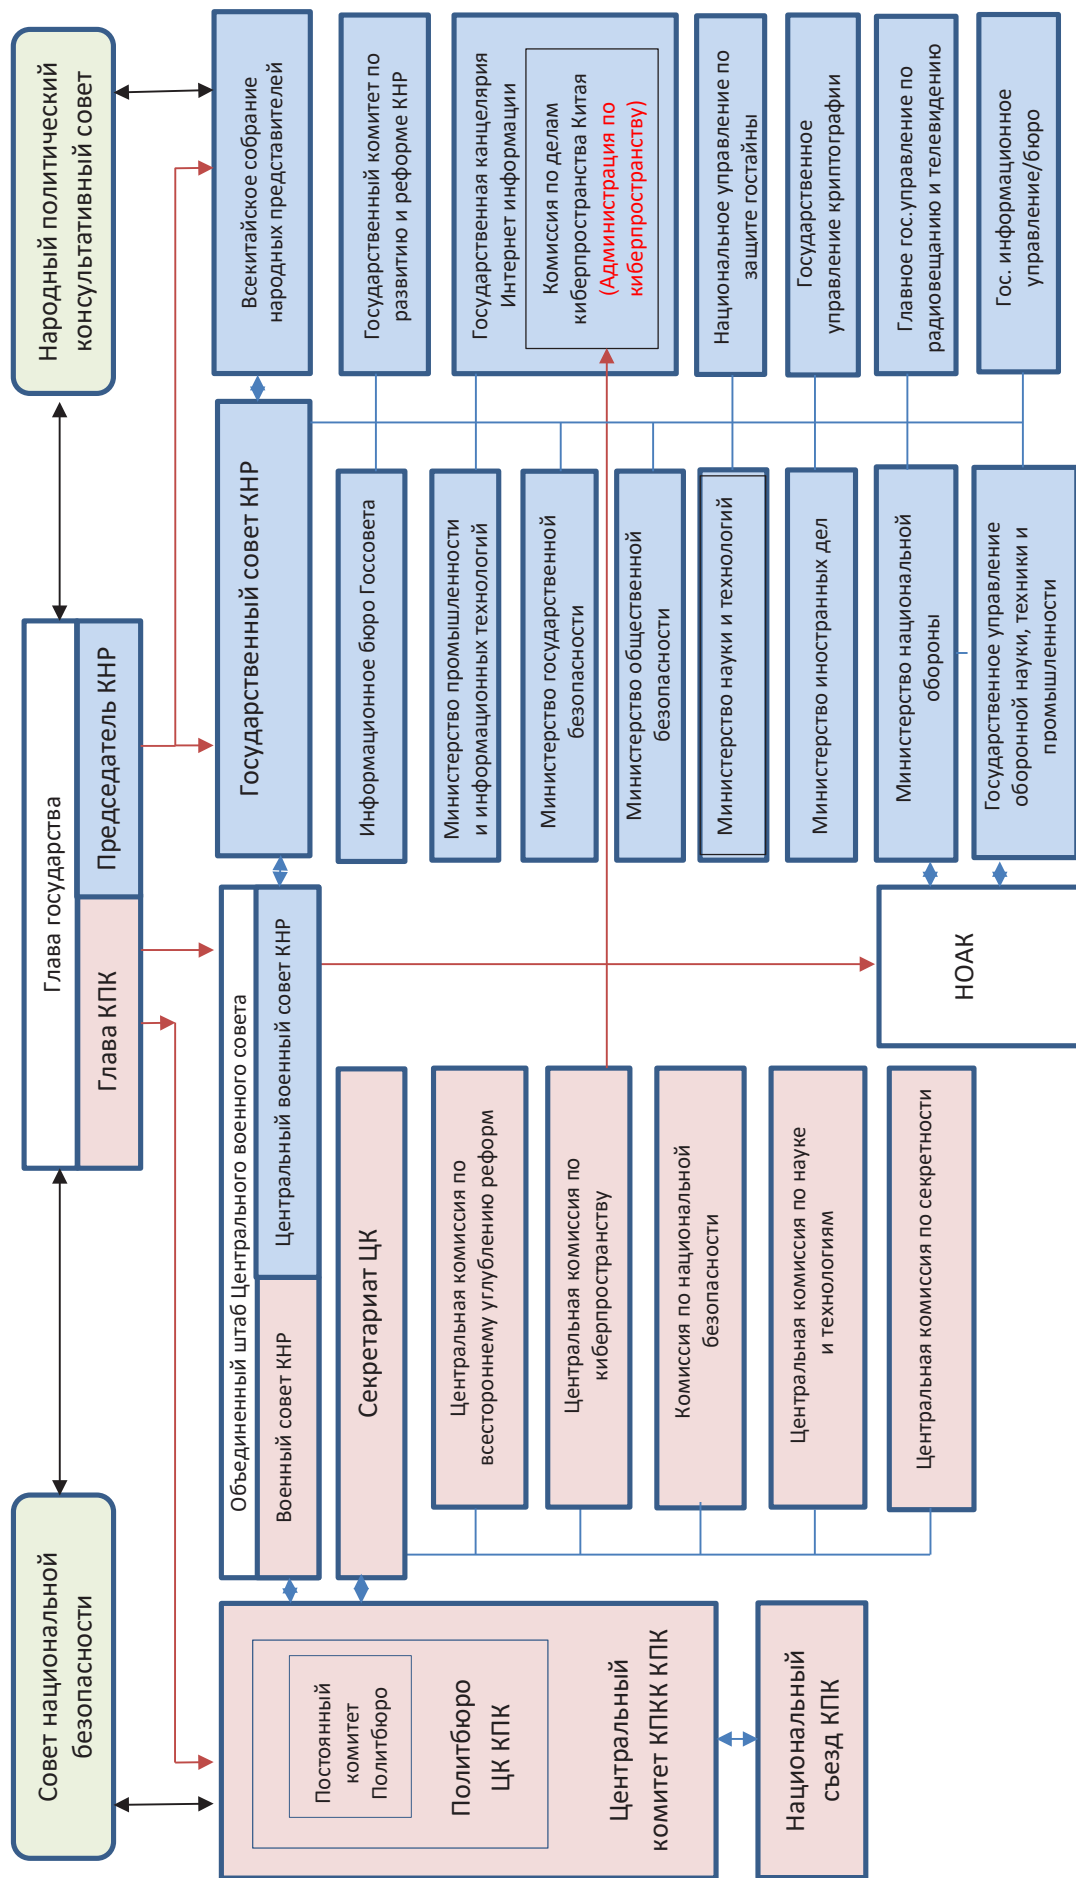 Совет национальной
безопасности
Глава государства
Глава КПК
Председатель КНР
Народный политический
консультативный совет
Постоянный
комитет
Политбюро
Политбюро
ЦК КПК
Центральный
комитет КПКК КПК
Национальный
съезд КПК
Объединенный штаб Центрального военного совета
Военный совет КНР
Центральный военный совет КНР
Секретариат ЦК
Центральная комиссия по
всестороннему углублению реформ
Центральная комиссия по
киберпространству
Комиссия по национальной
безопасности
Центральная комиссия по науке
и технологиям
Центральная комиссия по секретности
НОАК
Государственный совет КНР
Информационное бюро Госсовета
Министерство промышленности
и информационных технологий
Министерство государственной
безопасности
Министерство общественной
безопасности
Министерство науки и технологий
Министерство иностранных дел
Министерство национальной
обороны
Государственное управление
оборонной науки, техники и
промышленности
Всекитайское собрание
народных представителей
Государственный комитет по
развитию и реформе КНР
Государственная канцелярия
Интернет информации
Комиссия по делам
киберпространства Китая
(Администрация по
киберпространству)
Национальное управление по
защите гостайны
Государственное
управление криптографии
Главное гос.управление по
радиовещанию и телевидению
Гос. информационное
управление/бюро